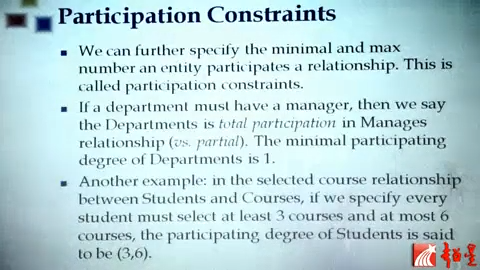 Participation Constraints
We can further specify the minimal and max
number an entity participates a relationship. This is
called participation constraints.
If a department must have a manager, then we say
the Departments is total participation in Manages
relationship (vs. partial). The minimal participating
degree of Departments is 1.
Another example: in the selected course relationship
between Students and Courses, if we specify every
student must select at least 3 courses and at most 6
courses, the participating degree of Students is said
to be (3,6).